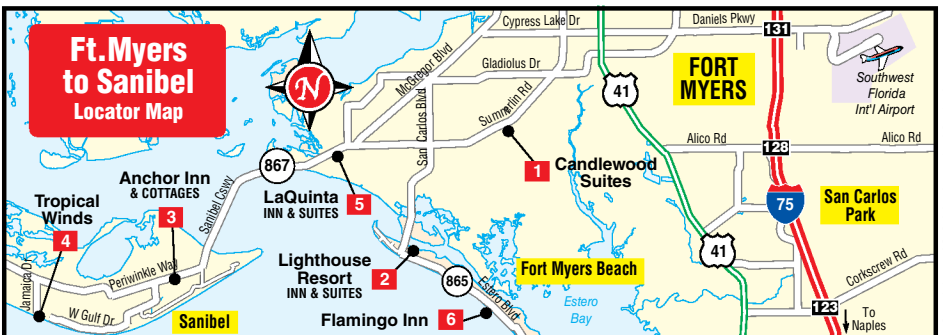 Ft.Myers
to Sanibel
Locator Map
N
Cypress Lake Dr
Daniels Pkwy
131
McGregor Blvd
Gladiolus Dr
41
FORT
MYERS
Southwest
Florida
Int'l Airport
San Carlos Blvd
Summerlin Rd
Alico Rd
128
Alico Rd
867
1 Candlewood
Suites
Anchor Inn
& COTTAGES
3
Sanibel Cswy
LaQuinta
INN & SUITES
5
Tropical
Winds
4
75
San Carlos
Park
41
Lighthouse
Resort
INN & SUITES
2
865
Fort Myers Beach
Corkscrew Rd
Jamaica Dr
Periwinkle Way
W Gulf Dr
Sanibel
Flamingo Inn 6
Estero Blvd
Estero
Bay
123
To
Naples